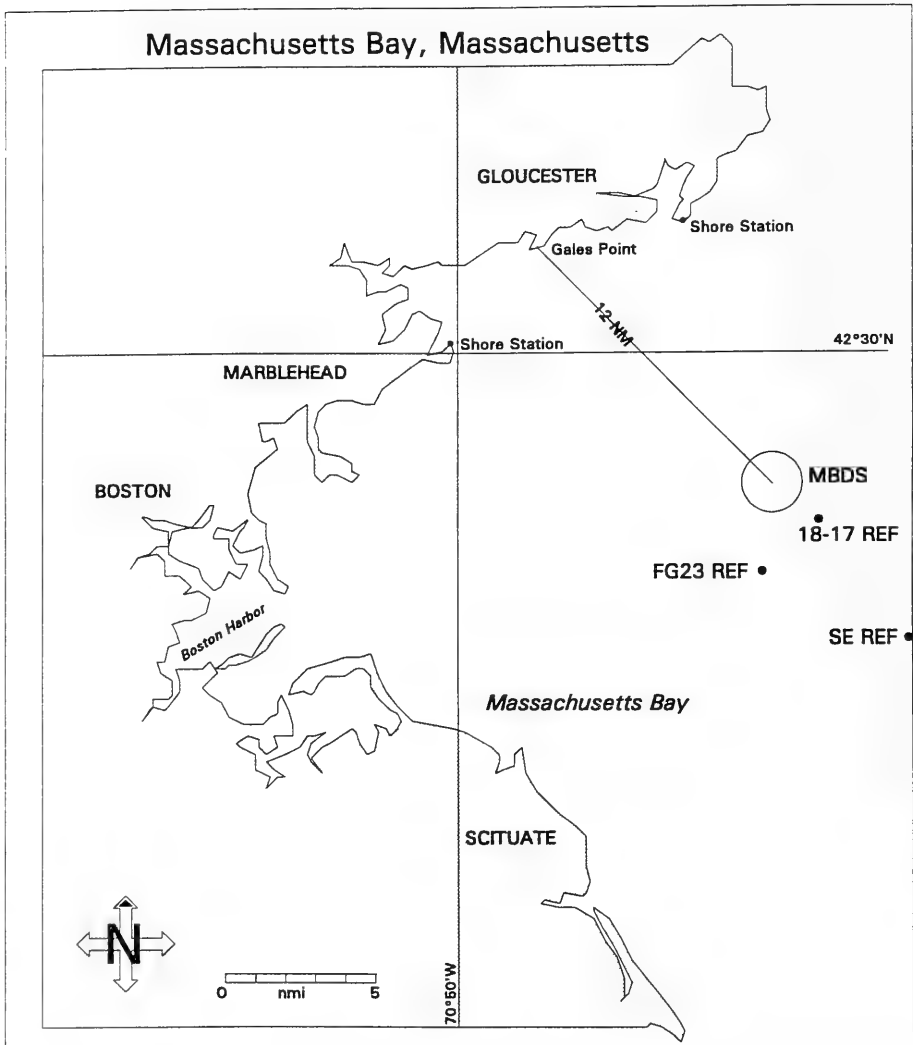 Massachusetts Bay, Massachusetts
GLOUCESTER
Shore Station
Gales Point
12 NM
Shore Station
42°30'N
MARBLEHEAD
MBDS
BOSTON
18-17 REF
FG23 REF
Boston Harbor
SE REF
Massachusetts Bay
SCITUATE
N
0 nmi 5
70°50'W